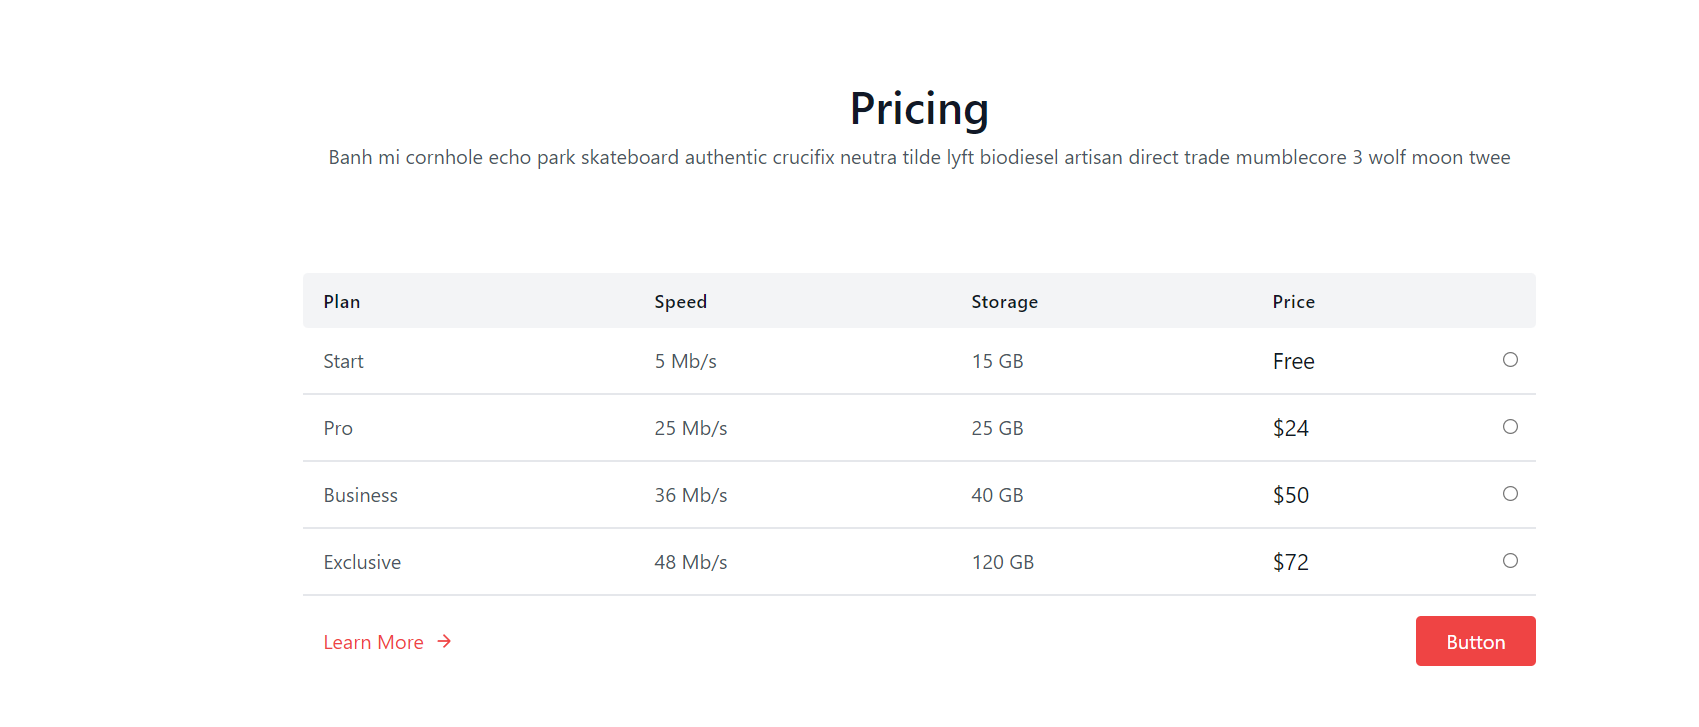 Pricing
Banh mi cornhole echo park skateboard authentic crucifix neutra tilde lyft biodiesel artisan direct trade mumblecore 3 wolf moon twee
Plan Speed Storage Price
Start 5 Mb/s 15 GB Free
Pro 25 Mb/s 25 GB $24
Business 36 Mb/s 40 GB $50
Exclusive 48 Mb/s 120 GB $72
Learn More → Button